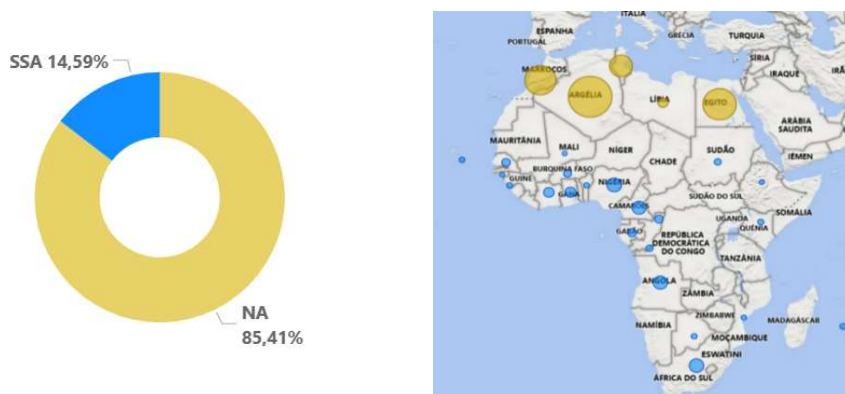 SSA 14,59%
NA
85,41%
ITÁLIA
ESPANHA
PORTUGAL
GRÉCIA
TURQUIA
SÍRIA
IRAQUE
MARROCOS
ARGÉLIA
LÍBIA
EGITO
ARÁBIA
SAUDITA
IÉMEN
MAURITÂNIA
MALI
NÍGER
CHADE
SUDÃO
BURQUINA FASO
GUINÉ
GANA
NIGÉRIA
CAMARÕES
SUDÃO DO SUL
SOMÁLIA
UGANDA
QUÉNIA
GABÃO
REPÚBLICA
DEMOCRÁTICA
DO CONGO
TANZÂNIA
ANGOLA
ZÂMBIA
ZIMBABWE
MADAGÁSCAR
NAMÍBIA
MOÇAMBIQUE
ESWATINI
ÁFRICA DO SUL